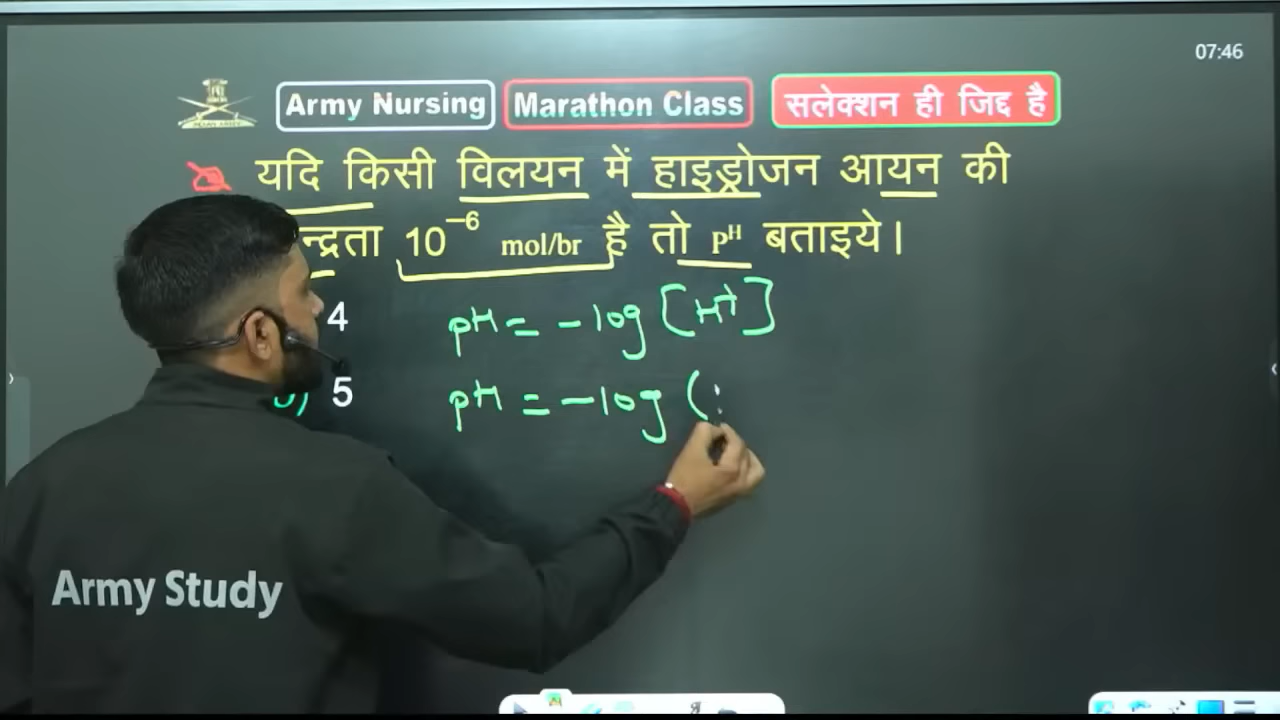 07:46
Army Nursing Marathon Class सलेक्शन ही जिद्द है
यदि किसी विलयन में हाइड्रोजन आयन की
न्द्रता 10⁻⁶ mol/br है तो Pᴴ बताइये।
4 pH = -log [H⁺]
5 pH = -log (
Army Study